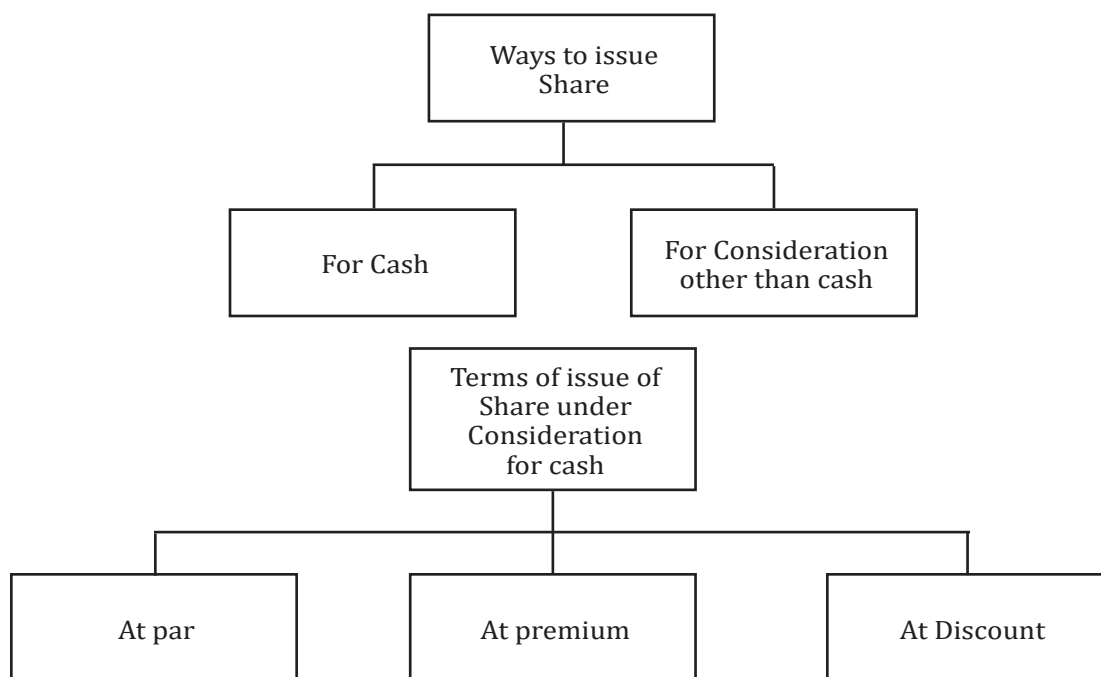 Ways to issue
Share
For Cash
For Consideration
other than cash
Terms of issue of
Share under
Consideration
for cash
At par
At premium
At Discount